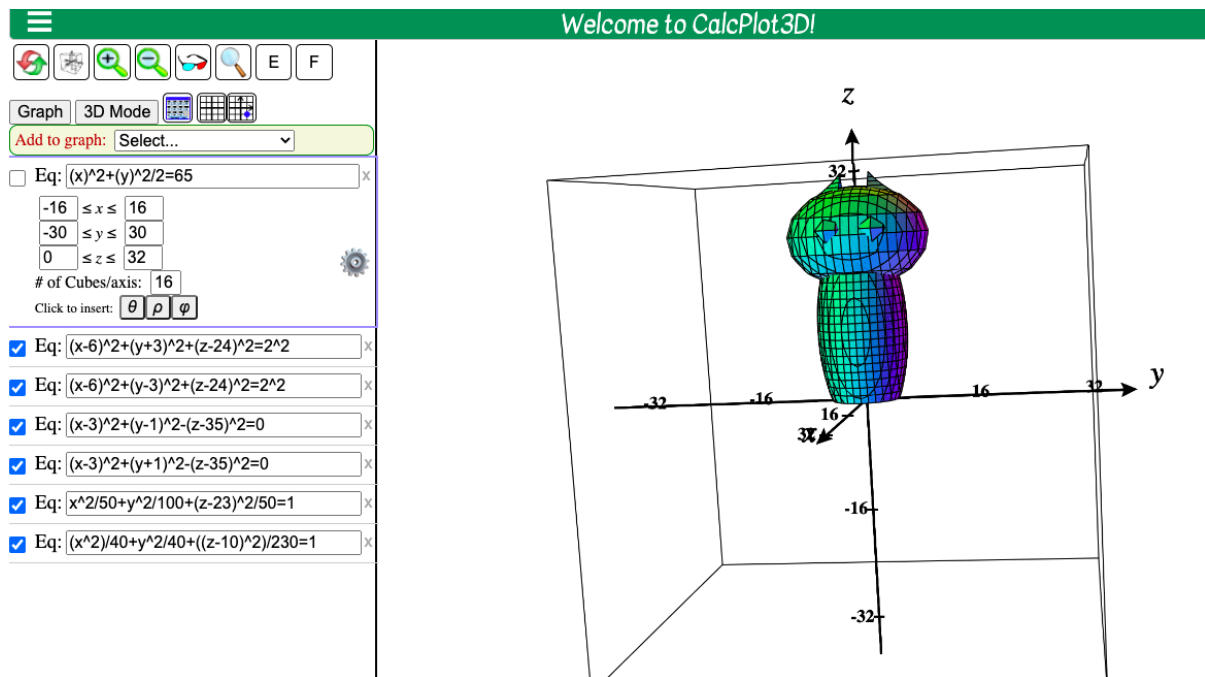 Welcome to CalcPlot3D!
E F
Graph 3D Mode
Add to graph: Select...
Eq: (x)^2+(y)^2/2=65 x
-16 ≤ x ≤ 16
-30 ≤ y ≤ 30
0 ≤ z ≤ 32
# of Cubes/axis: 16
Click to insert: θ ρ φ
Eq: (x-6)^2+(y+3)^2+(z-24)^2=2^2 x
Eq: (x-6)^2+(y-3)^2+(z-24)^2=2^2 x
Eq: (x-3)^2+(y-1)^2-(z-35)^2=0 x
Eq: (x-3)^2+(y+1)^2-(z-35)^2=0 x
Eq: x^2/50+y^2/100+(z-23)^2/50=1 x
Eq: (x^2)/40+y^2/40+((z-10)^2)/230=1 x
z
32
y
-32 -16 16 32
16
x
-16
-32